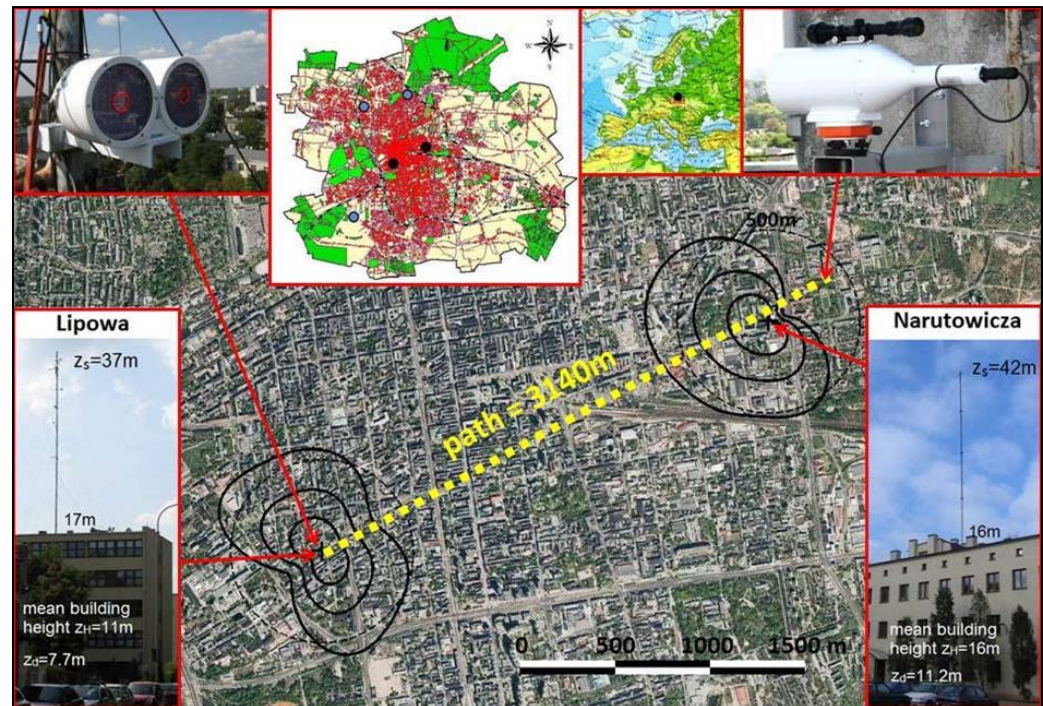 N
W
E
S
500m
path = 3140m
Lipowa
zs=37m
17m
mean building
height zH=11m
zd=7.7m
Narutowicza
zs=42m
16m
mean building
height zH=16m
zd=11.2m
0 500 1000 1500 m